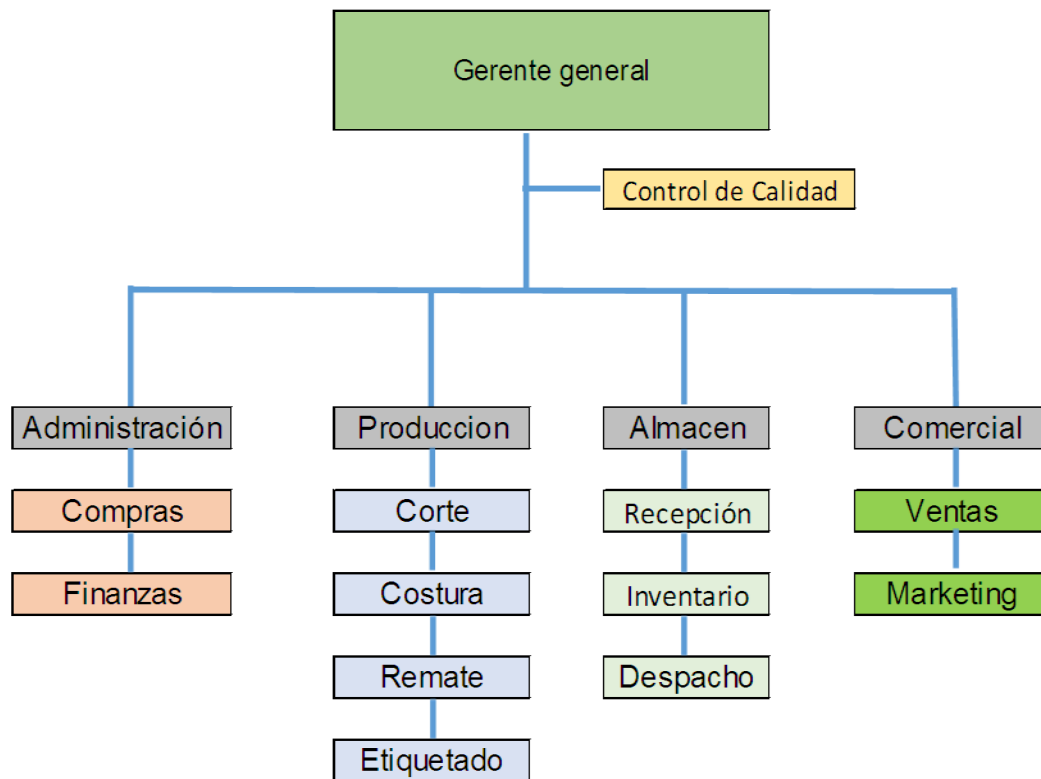 Gerente general
Control de Calidad
Administración
Produccion
Almacen
Comercial
Compras
Corte
Recepción
Ventas
Finanzas
Costura
Inventario
Marketing
Remate
Despacho
Etiquetado